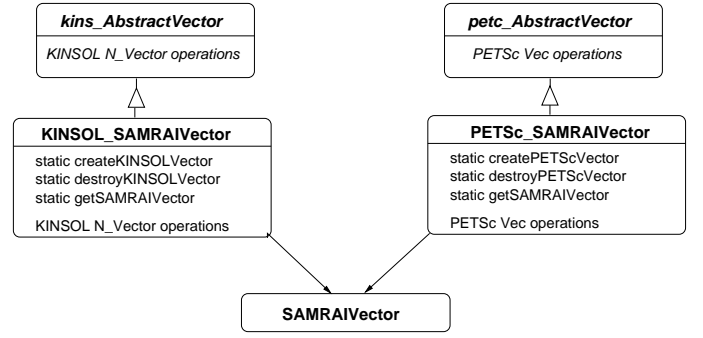 kins_AbstractVector
KINSOL N_Vector operations
petc_AbstractVector
PETSc Vec operations
KINSOL_SAMRAIVector
static createKINSOLVector
static destroyKINSOLVector
static getSAMRAIVector
KINSOL N_Vector operations
PETSc_SAMRAIVector
static createPETScVector
static destroyPETScVector
static getSAMRAIVector
PETSc Vec operations
SAMRAIVector